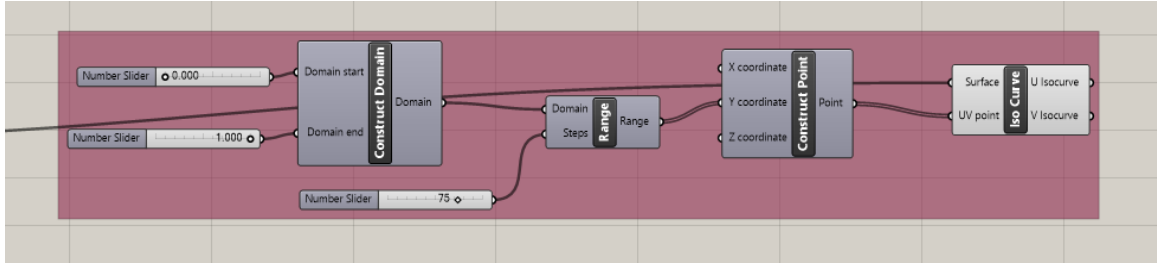 Number Slider 0.000
Number Slider 1.000
Number Slider 75
Domain start
Domain end
Construct Domain
Domain
Domain
Steps
Range
Range
X coordinate
Y coordinate
Z coordinate
Construct Point
Point
Surface
UV point
Iso Curve
U Isocurve
V Isocurve